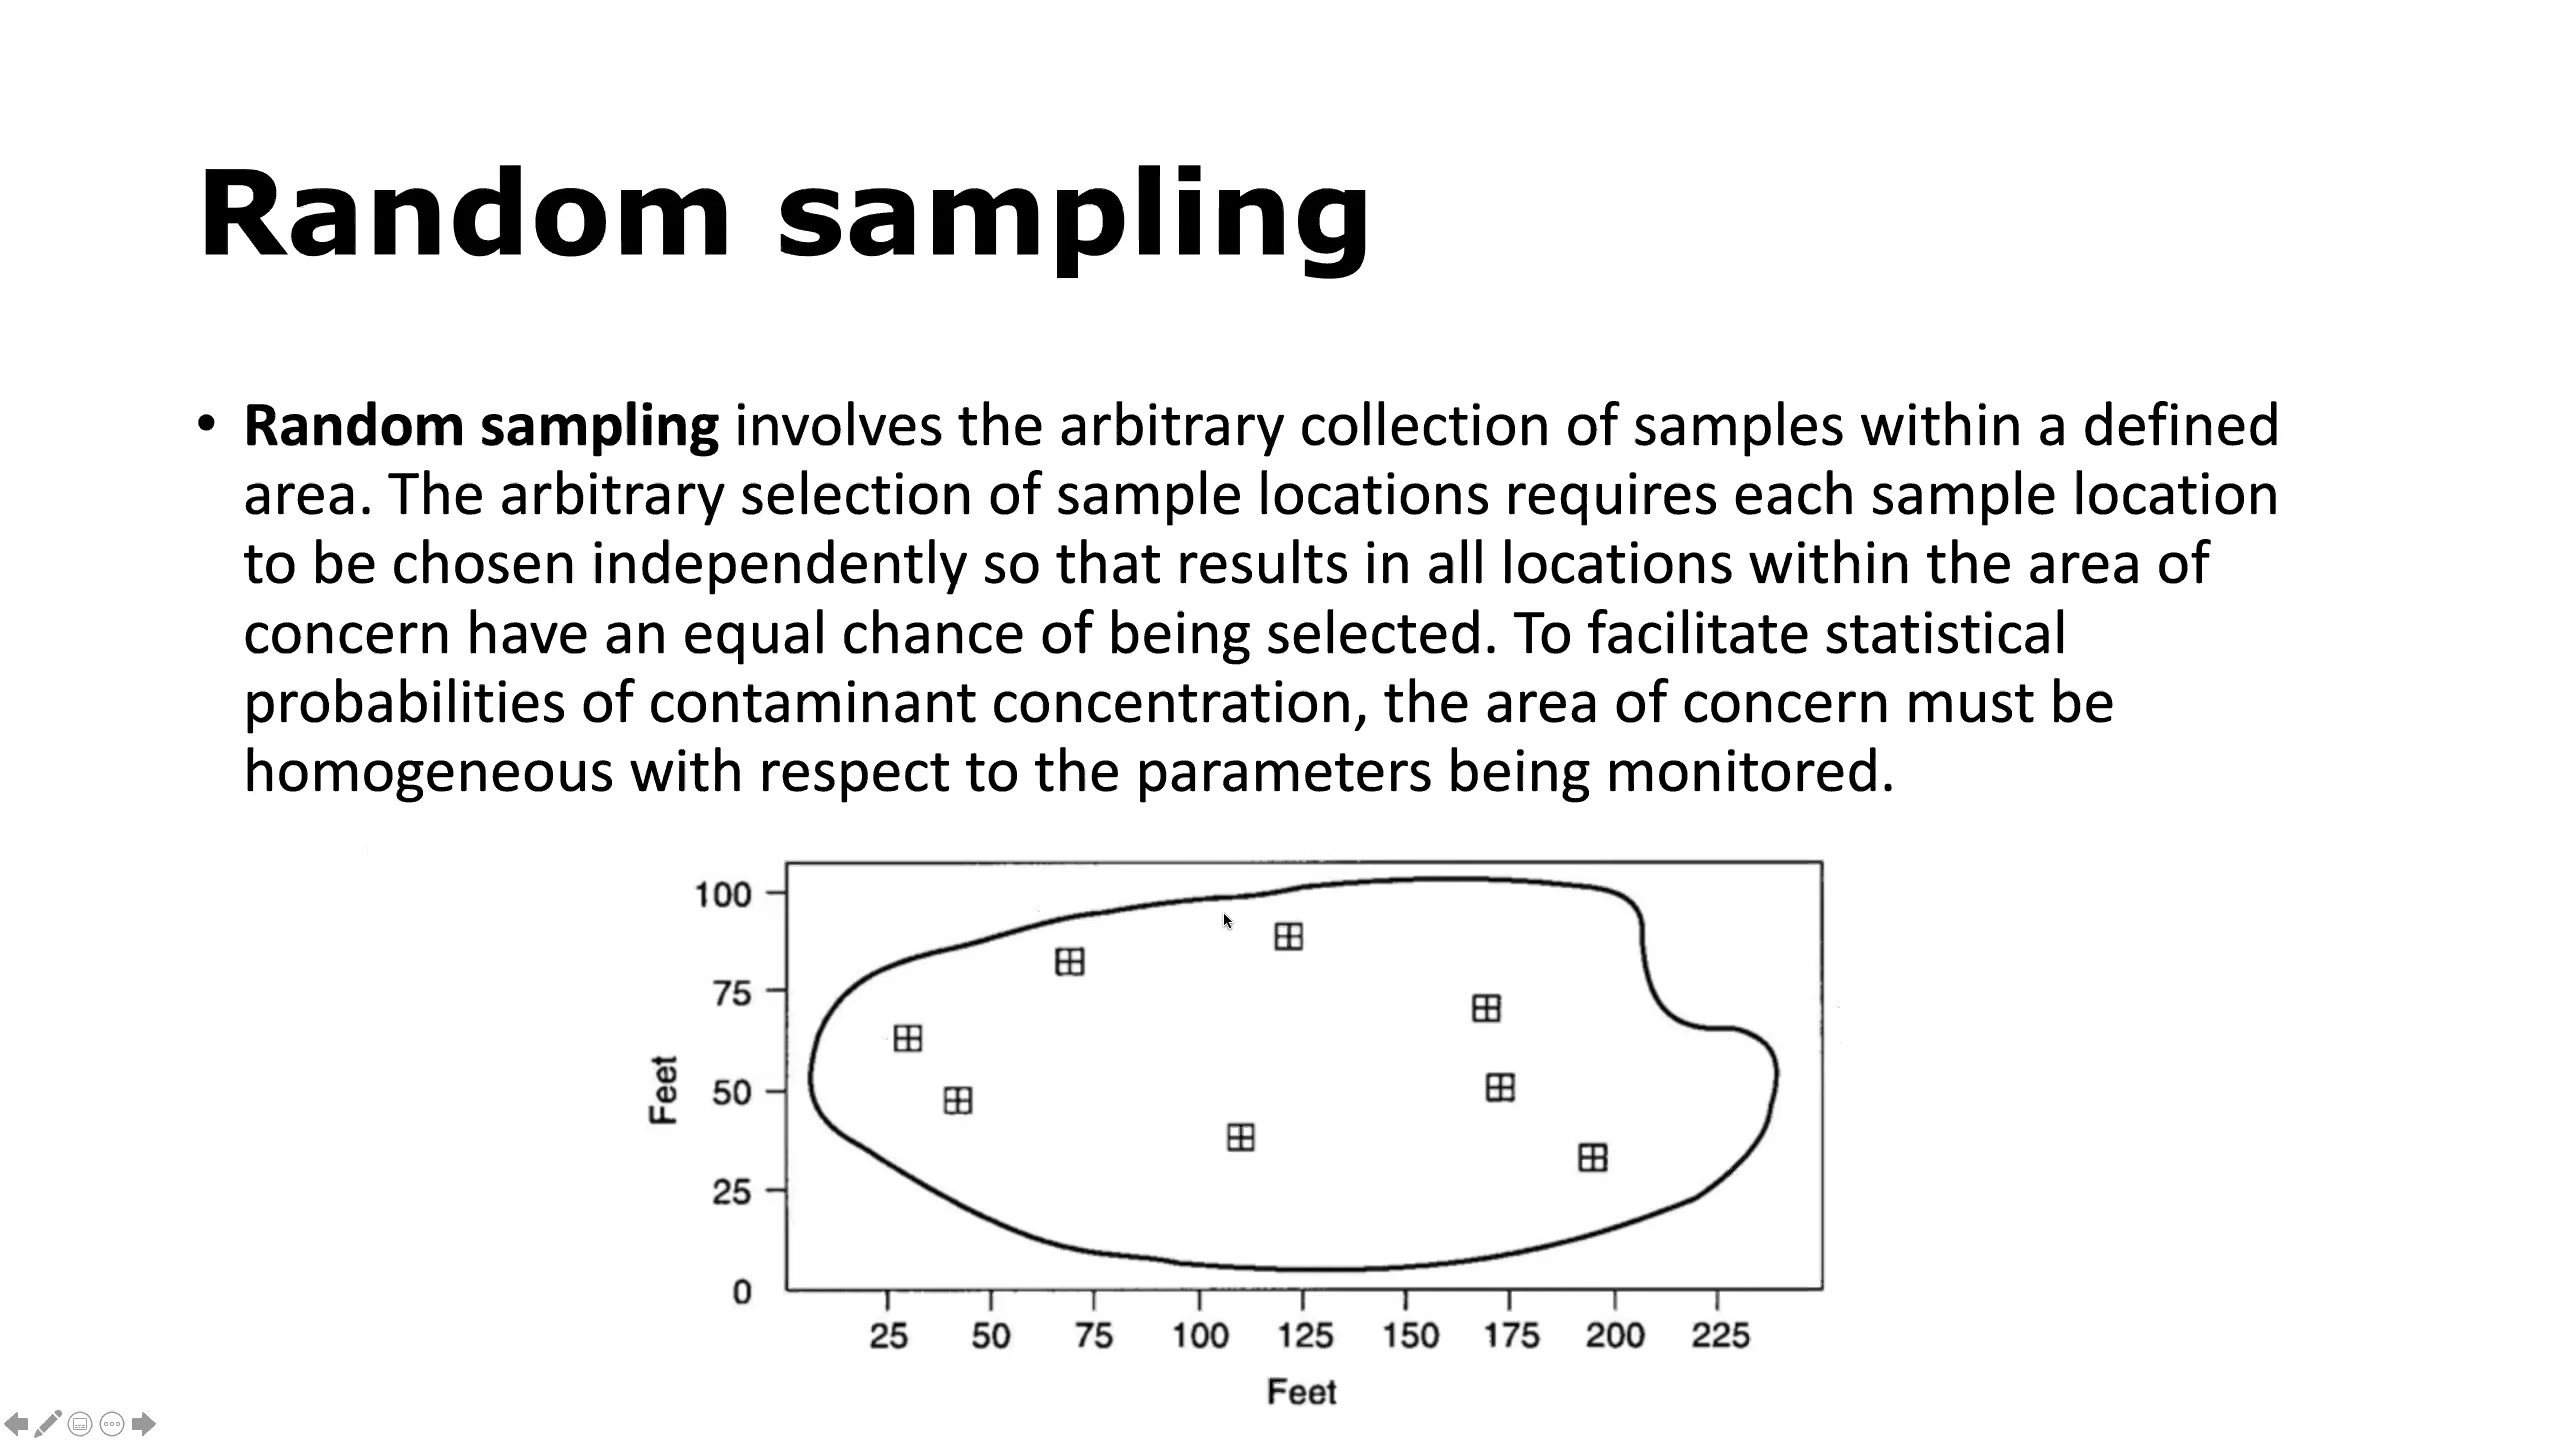 Random sampling
• Random sampling involves the arbitrary collection of samples within a defined
area. The arbitrary selection of sample locations requires each sample location
to be chosen independently so that results in all locations within the area of
concern have an equal chance of being selected. To facilitate statistical
probabilities of contaminant concentration, the area of concern must be
homogeneous with respect to the parameters being monitored.
100
75
50
25
0
Feet
25 50 75 100 125 150 175 200 225
Feet